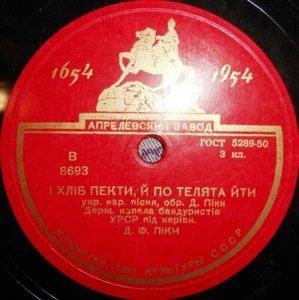 1654 1954
АПРЕЛЕВСКИЙ ЗАВОД
В
8693
ГОСТ 5289-50
3 кл.
І ХЛІБ ПЕКТИ, Й ПО ТЕЛЯТА ЙТИ
укр. нар. пісня, обр. Д. Піки
Держ. капела бандуристів
УРСР під керівн.
Д. Ф. ПІКИ
МИНИСТЕРСТВО КУЛЬТУРЫ СССР